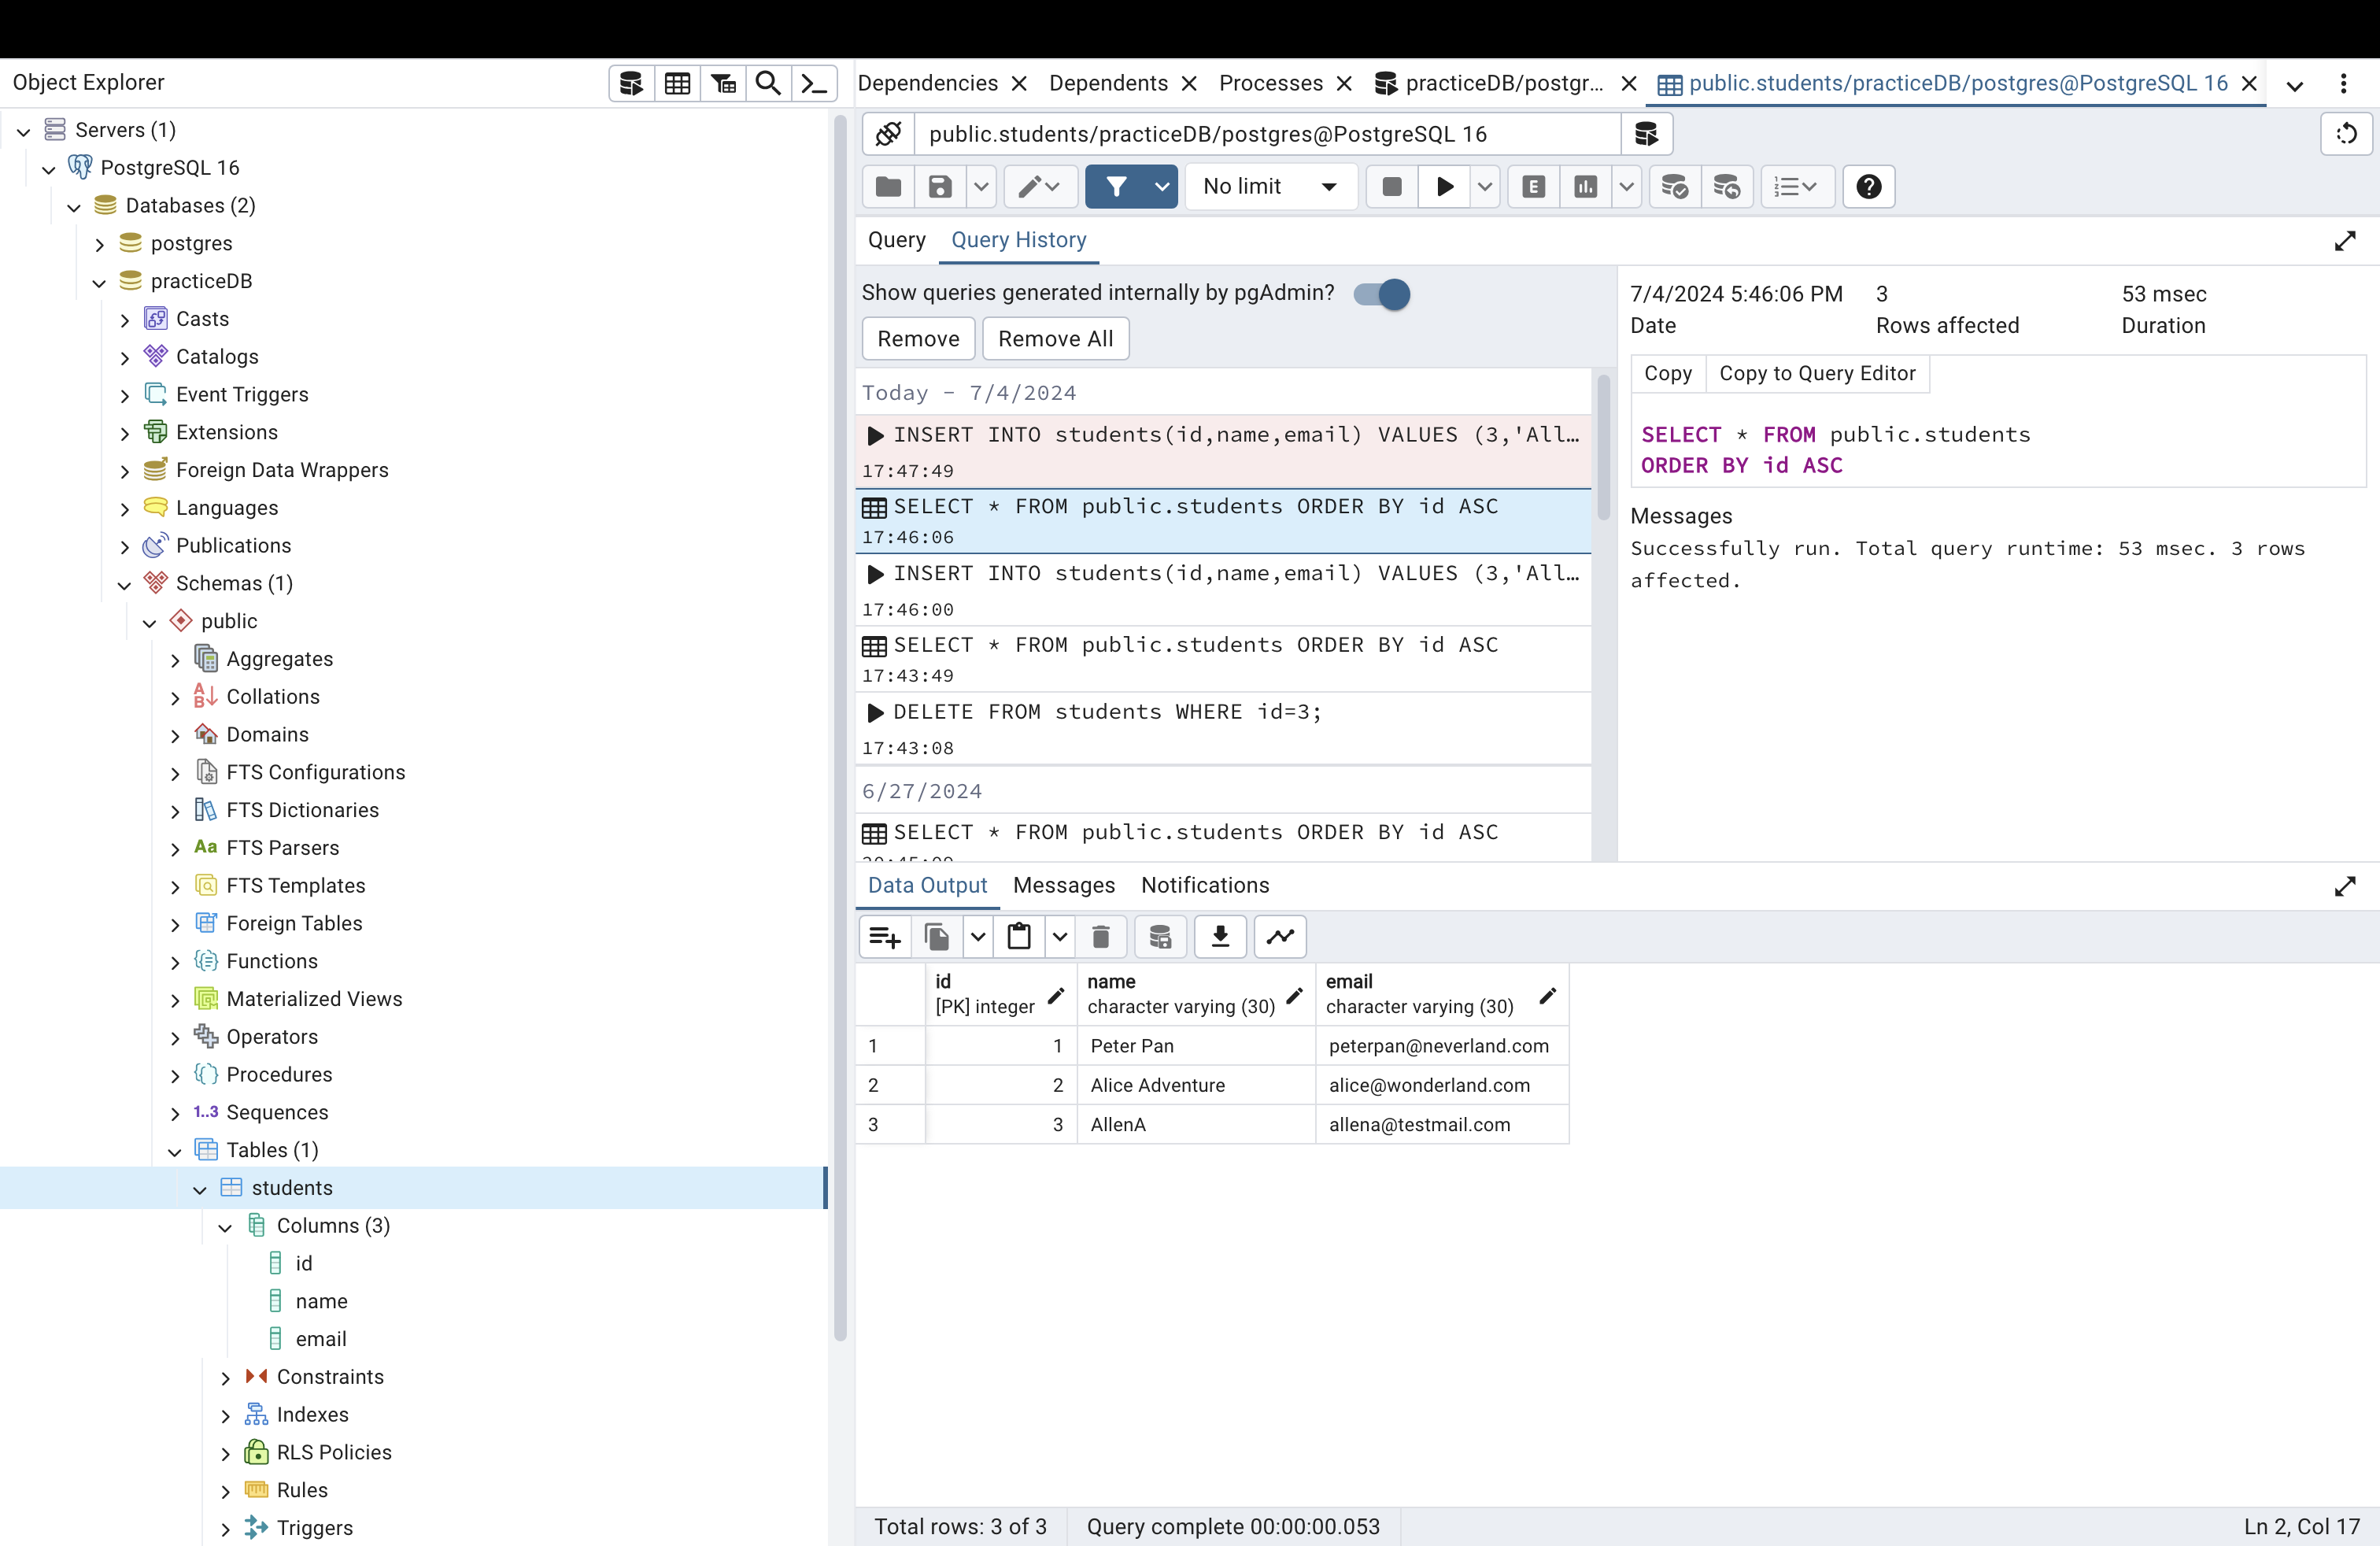 Object Explorer
Servers (1)
PostgreSQL 16
Databases (2)
postgres
practiceDB
Casts
Catalogs
Event Triggers
Extensions
Foreign Data Wrappers
Languages
Publications
Schemas (1)
public
Aggregates
Collations
Domains
FTS Configurations
FTS Dictionaries
Aa FTS Parsers
FTS Templates
Foreign Tables
Functions
Materialized Views
Operators
Procedures
1..3 Sequences
Tables (1)
students
Columns (3)
id
name
email
Constraints
Indexes
RLS Policies
Rules
Triggers
Dependencies Dependents Processes practiceDB/postgr... public.students/practiceDB/postgres@PostgreSQL 16
public.students/practiceDB/postgres@PostgreSQL 16
No limit E
Query Query History
Show queries generated internally by pgAdmin?
Remove Remove All
Today - 7/4/2024
INSERT INTO students(id,name,email) VALUES (3,'All…
17:47:49
SELECT * FROM public.students ORDER BY id ASC
17:46:06
INSERT INTO students(id,name,email) VALUES (3,'All…
17:46:00
SELECT * FROM public.students ORDER BY id ASC
17:43:49
DELETE FROM students WHERE id=3;
17:43:08
6/27/2024
SELECT * FROM public.students ORDER BY id ASC
7/4/2024 5:46:06 PM 3 53 msec
Date Rows affected Duration
Copy Copy to Query Editor
SELECT * FROM public.students
ORDER BY id ASC
Messages
Successfully run. Total query runtime: 53 msec. 3 rows
affected.
Data Output Messages Notifications
id name email
[PK] integer character varying (30) character varying (30)
1 1 Peter Pan peterpan@neverland.com
2 2 Alice Adventure alice@wonderland.com
3 3 AllenA allena@testmail.com
Total rows: 3 of 3 Query complete 00:00:00.053 Ln 2, Col 17